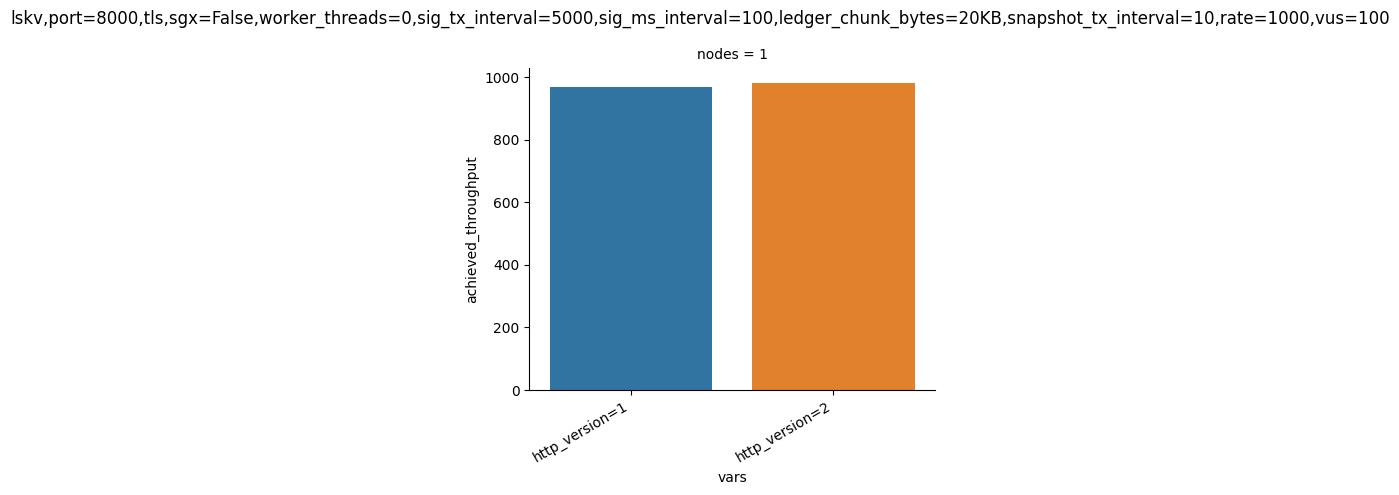 lskv,port=8000,tls,sgx=False,worker_threads=0,sig_tx_interval=5000,sig_ms_interval=100,ledger_chunk_bytes=20KB,snapshot_tx_interval=10,rate=1000,vus=100
nodes = 1
1000
800
600
400
200
0
achieved_throughput
http_version=1
http_version=2
vars